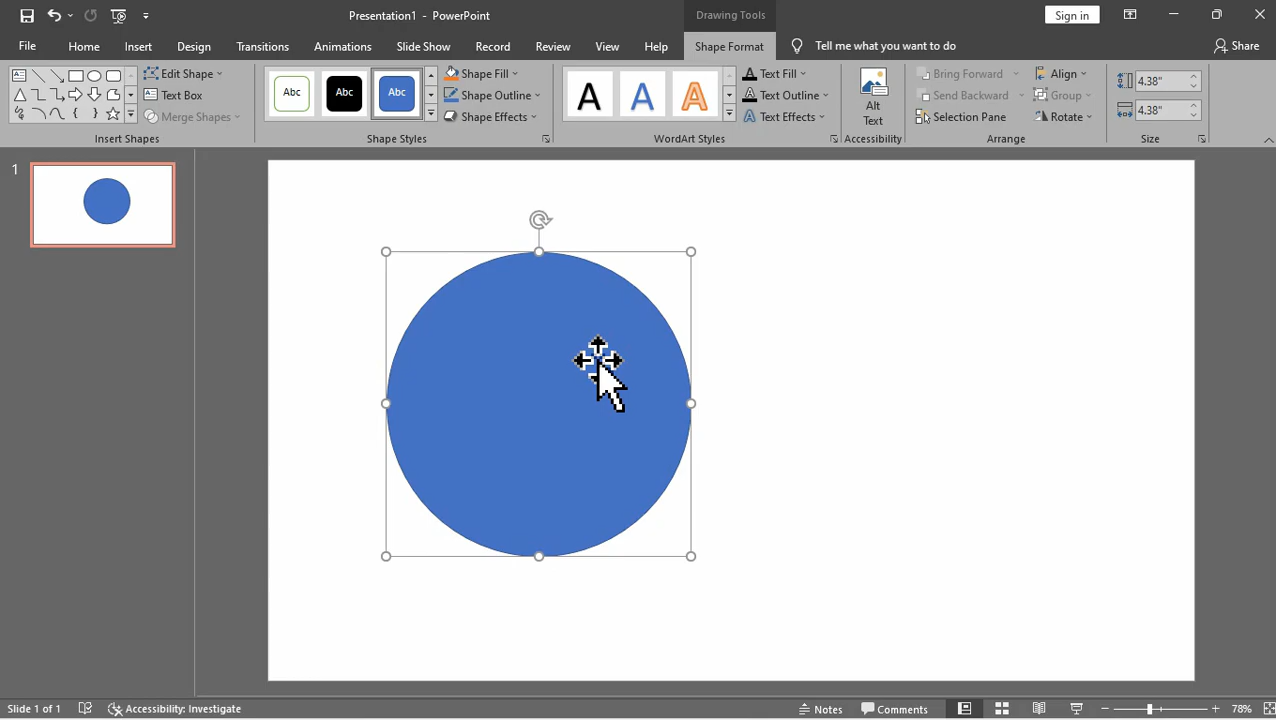 Presentation1 - PowerPoint
Drawing Tools
Sign in
File Home Insert Design Transitions Animations Slide Show Record Review View Help Shape Format Tell me what you want to do Share
Edit Shape
Text Box
Merge Shapes
Insert Shapes
Abc Abc Abc
Shape Fill
Shape Outline
Shape Effects
Shape Styles
A A A
Text Fill
Text Outline
Text Effects
WordArt Styles
Alt
Text
Accessibility
Bring Forward
Send Backward
Selection Pane
Align
Group
Rotate
Arrange
4.38"
4.38"
Size
1
Slide 1 of 1 Accessibility: Investigate Notes Comments 78%